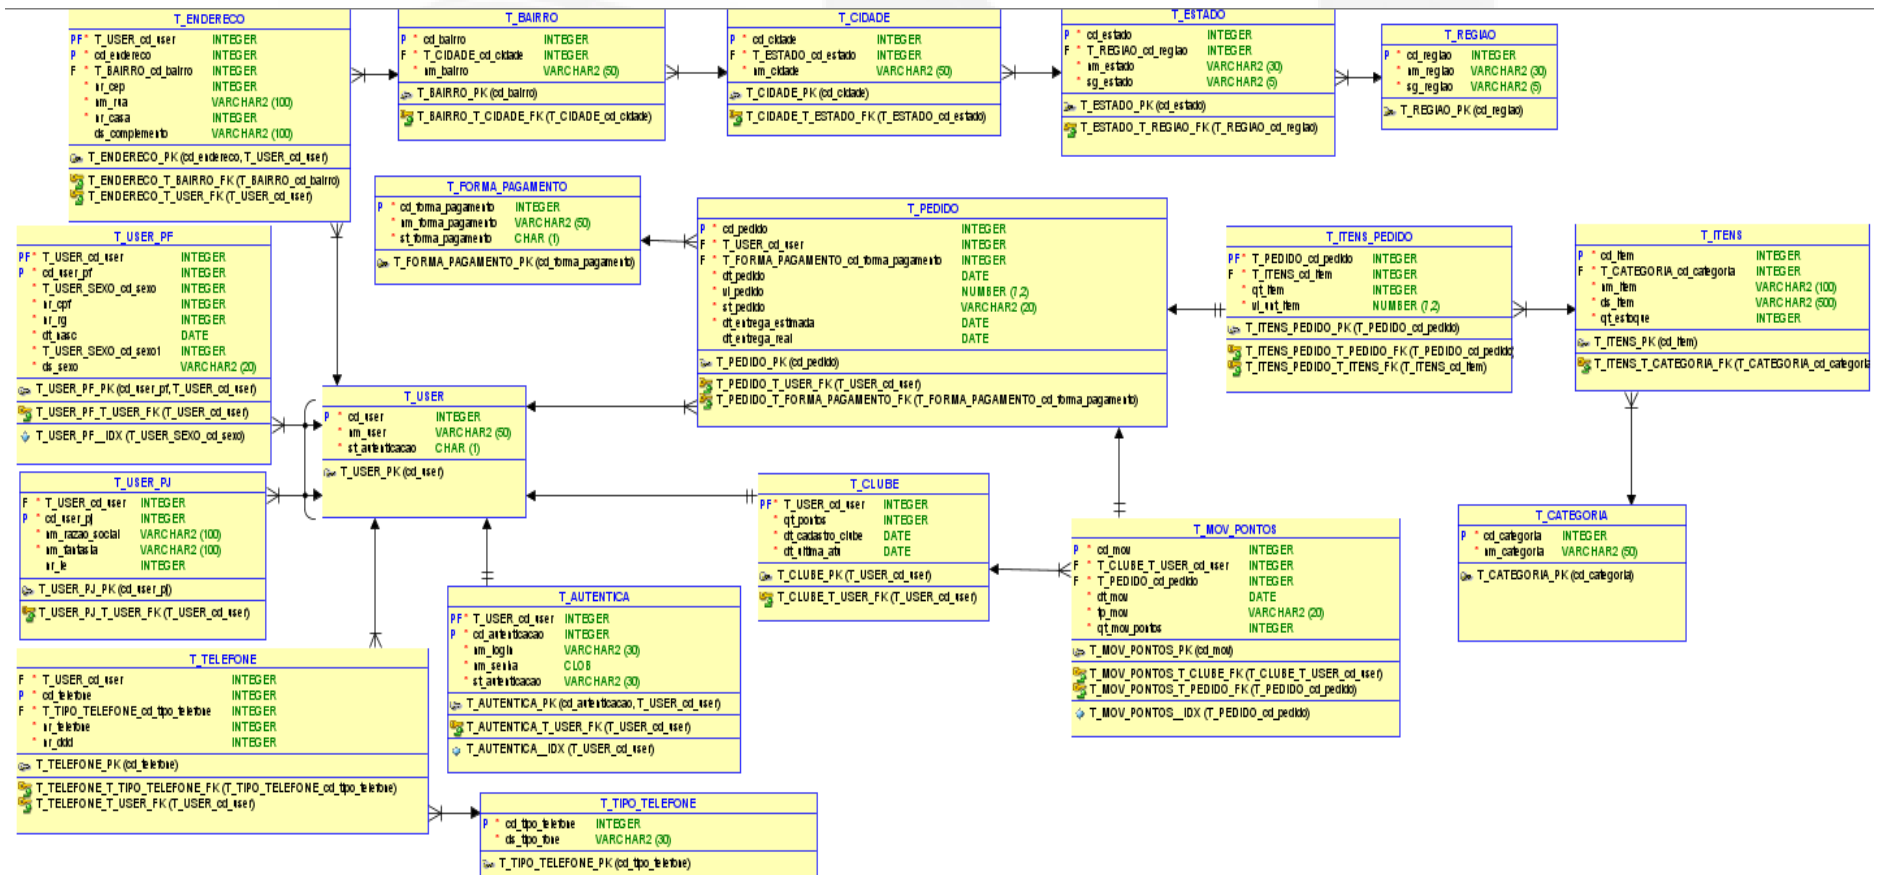 T_ENDERECO
PF* T_USER_cd_user INTEGER
P * cd_endereco INTEGER
F * T_BAIRRO_cd_bairro INTEGER
* nr_cep INTEGER
* nm_rua VARCHAR2 (100)
* nr_casa INTEGER
ds_complemento VARCHAR2 (100)
T_ENDERECO_PK (cd_endereco, T_USER_cd_user)
T_ENDERECO_T_BAIRRO_FK (T_BAIRRO_cd_bairro)
T_ENDERECO_T_USER_FK (T_USER_cd_user)
T_BAIRRO
P * cd_bairro INTEGER
F * T_CIDADE_cd_cidade INTEGER
* nm_bairro VARCHAR2 (50)
T_BAIRRO_PK (cd_bairro)
T_BAIRRO_T_CIDADE_FK (T_CIDADE_cd_cidade)
T_CIDADE
P * cd_cidade INTEGER
F * T_ESTADO_cd_estado INTEGER
* nm_cidade VARCHAR2 (50)
T_CIDADE_PK (cd_cidade)
T_CIDADE_T_ESTADO_FK (T_ESTADO_cd_estado)
T_ESTADO
P * cd_estado INTEGER
F * T_REGIAO_cd_regiao INTEGER
* nm_estado VARCHAR2 (30)
* sg_estado VARCHAR2 (5)
T_ESTADO_PK (cd_estado)
T_ESTADO_T_REGIAO_FK (T_REGIAO_cd_regiao)
T_REGIAO
P * cd_regiao INTEGER
* nm_regiao VARCHAR2 (30)
* sg_regiao VARCHAR2 (5)
T_REGIAO_PK (cd_regiao)
T_FORMA_PAGAMENTO
P * cd_forma_pagamento INTEGER
* nm_forma_pagamento VARCHAR2 (50)
* st_forma_pagamento CHAR (1)
T_FORMA_PAGAMENTO_PK (cd_forma_pagamento)
T_PEDIDO
P * cd_pedido INTEGER
F * T_USER_cd_user INTEGER
F * T_FORMA_PAGAMENTO_cd_forma_pagamento INTEGER
* dt_pedido DATE
* vl_pedido NUMBER (7,2)
* st_pedido VARCHAR2 (20)
* dt_entrega_estimada DATE
* dt_entrega_real DATE
T_PEDIDO_PK (cd_pedido)
T_PEDIDO_T_USER_FK (T_USER_cd_user)
T_PEDIDO_T_FORMA_PAGAMENTO_FK (T_FORMA_PAGAMENTO_cd_forma_pagamento)
T_ITENS_PEDIDO
PF* T_PEDIDO_cd_pedido INTEGER
F * T_ITENS_cd_item INTEGER
* qt_item INTEGER
* vl_unt_item NUMBER (7,2)
T_ITENS_PEDIDO_PK (T_PEDIDO_cd_pedido)
T_ITENS_PEDIDO_T_PEDIDO_FK (T_PEDIDO_cd_pedido)
T_ITENS_PEDIDO_T_ITENS_FK (T_ITENS_cd_item)
T_ITENS
P * cd_item INTEGER
F * T_CATEGORIA_cd_categoria INTEGER
* nm_item VARCHAR2 (100)
* ds_item VARCHAR2 (500)
* qt_estoque INTEGER
T_ITENS_PK (cd_item)
T_ITENS_T_CATEGORIA_FK (T_CATEGORIA_cd_categoria
T_USER_PF
PF* T_USER_cd_user INTEGER
P * cd_user_pf INTEGER
* T_USER_SEXO_cd_sexo INTEGER
* nr_cpf INTEGER
* nr_rg INTEGER
* dt_nasc DATE
* T_USER_SEXO_cd_sexo1 INTEGER
* ds_sexo VARCHAR2 (20)
T_USER_PF_PK (cd_user_pf, T_USER_cd_user)
T_USER_PF_T_USER_FK (T_USER_cd_user)
T_USER_PF__IDX (T_USER_SEXO_cd_sexo)
T_USER
P * cd_user INTEGER
* nm_user VARCHAR2 (50)
* st_autenticacao CHAR (1)
T_USER_PK (cd_user)
T_USER_PJ
F * T_USER_cd_user INTEGER
P * cd_user_pj INTEGER
* nm_razao_social VARCHAR2 (100)
* nm_fantasia VARCHAR2 (100)
* nr_ie INTEGER
T_USER_PJ_PK (cd_user_pj)
T_USER_PJ_T_USER_FK (T_USER_cd_user)
T_CLUBE
PF* T_USER_cd_user INTEGER
* qt_pontos INTEGER
* dt_cadastro_clube DATE
* dt_ultima_atu DATE
T_CLUBE_PK (T_USER_cd_user)
T_CLUBE_T_USER_FK (T_USER_cd_user)
T_MOV_PONTOS
P * cd_mov INTEGER
F * T_CLUBE_T_USER_cd_user INTEGER
F * T_PEDIDO_cd_pedido INTEGER
* dt_mov DATE
* tp_mov VARCHAR2 (20)
* qt_mov_pontos INTEGER
T_MOV_PONTOS_PK (cd_mov)
T_MOV_PONTOS_T_CLUBE_FK (T_CLUBE_T_USER_cd_user)
T_MOV_PONTOS_T_PEDIDO_FK (T_PEDIDO_cd_pedido)
T_MOV_PONTOS__IDX (T_PEDIDO_cd_pedido)
T_CATEGORIA
P * cd_categoria INTEGER
* nm_categoria VARCHAR2 (50)
T_CATEGORIA_PK (cd_categoria)
T_AUTENTICA
PF* T_USER_cd_user INTEGER
P * cd_autenticacao INTEGER
* nm_login VARCHAR2 (30)
* nm_senha CLOB
* st_autenticacao VARCHAR2 (30)
T_AUTENTICA_PK (cd_autenticacao, T_USER_cd_user)
T_AUTENTICA_T_USER_FK (T_USER_cd_user)
T_AUTENTICA__IDX (T_USER_cd_user)
T_TELEFONE
F * T_USER_cd_user INTEGER
P * cd_telefone INTEGER
F * T_TIPO_TELEFONE_cd_tipo_telefone INTEGER
* nr_telefone INTEGER
* nr_ddd INTEGER
T_TELEFONE_PK (cd_telefone)
T_TELEFONE_T_TIPO_TELEFONE_FK (T_TIPO_TELEFONE_cd_tipo_telefone)
T_TELEFONE_T_USER_FK (T_USER_cd_user)
T_TIPO_TELEFONE
P * cd_tipo_telefone INTEGER
* ds_tipo_fone VARCHAR2 (30)
T_TIPO_TELEFONE_PK (cd_tipo_telefone)